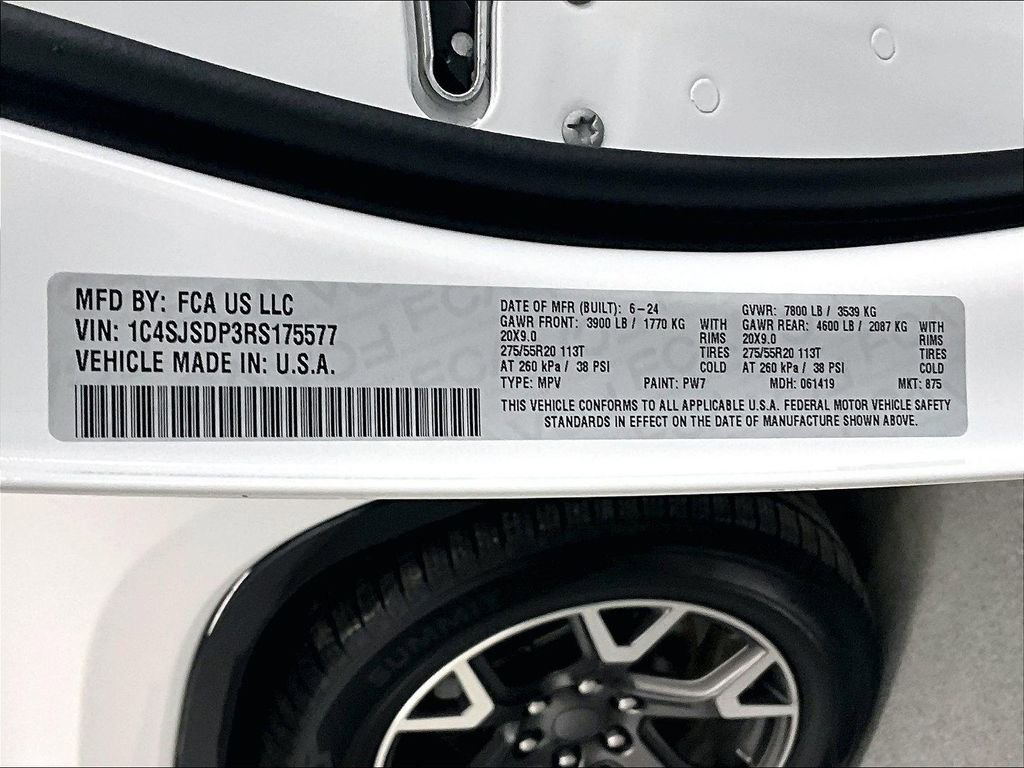 MFD BY: FCA US LLC
VIN: 1C4SJSDP3RS175577
VEHICLE MADE IN: U.S.A.
DATE OF MFR (BUILT): 6-24
GAWR FRONT: 3900 LB / 1770 KG WITH
20X9.0 RIMS
275/55R20 113T TIRES
AT 260 kPa / 38 PSI COLD
TYPE: MPV PAINT: PW7
GVWR: 7800 LB / 3539 KG
GAWR REAR: 4600 LB / 2087 KG WITH
20X9.0 RIMS
275/55R20 113T TIRES
AT 260 kPa / 38 PSI COLD
MDH: 061419 MKT: 875
THIS VEHICLE CONFORMS TO ALL APPLICABLE U.S.A. FEDERAL MOTOR VEHICLE SAFETY
STANDARDS IN EFFECT ON THE DATE OF MANUFACTURE SHOWN ABOVE.